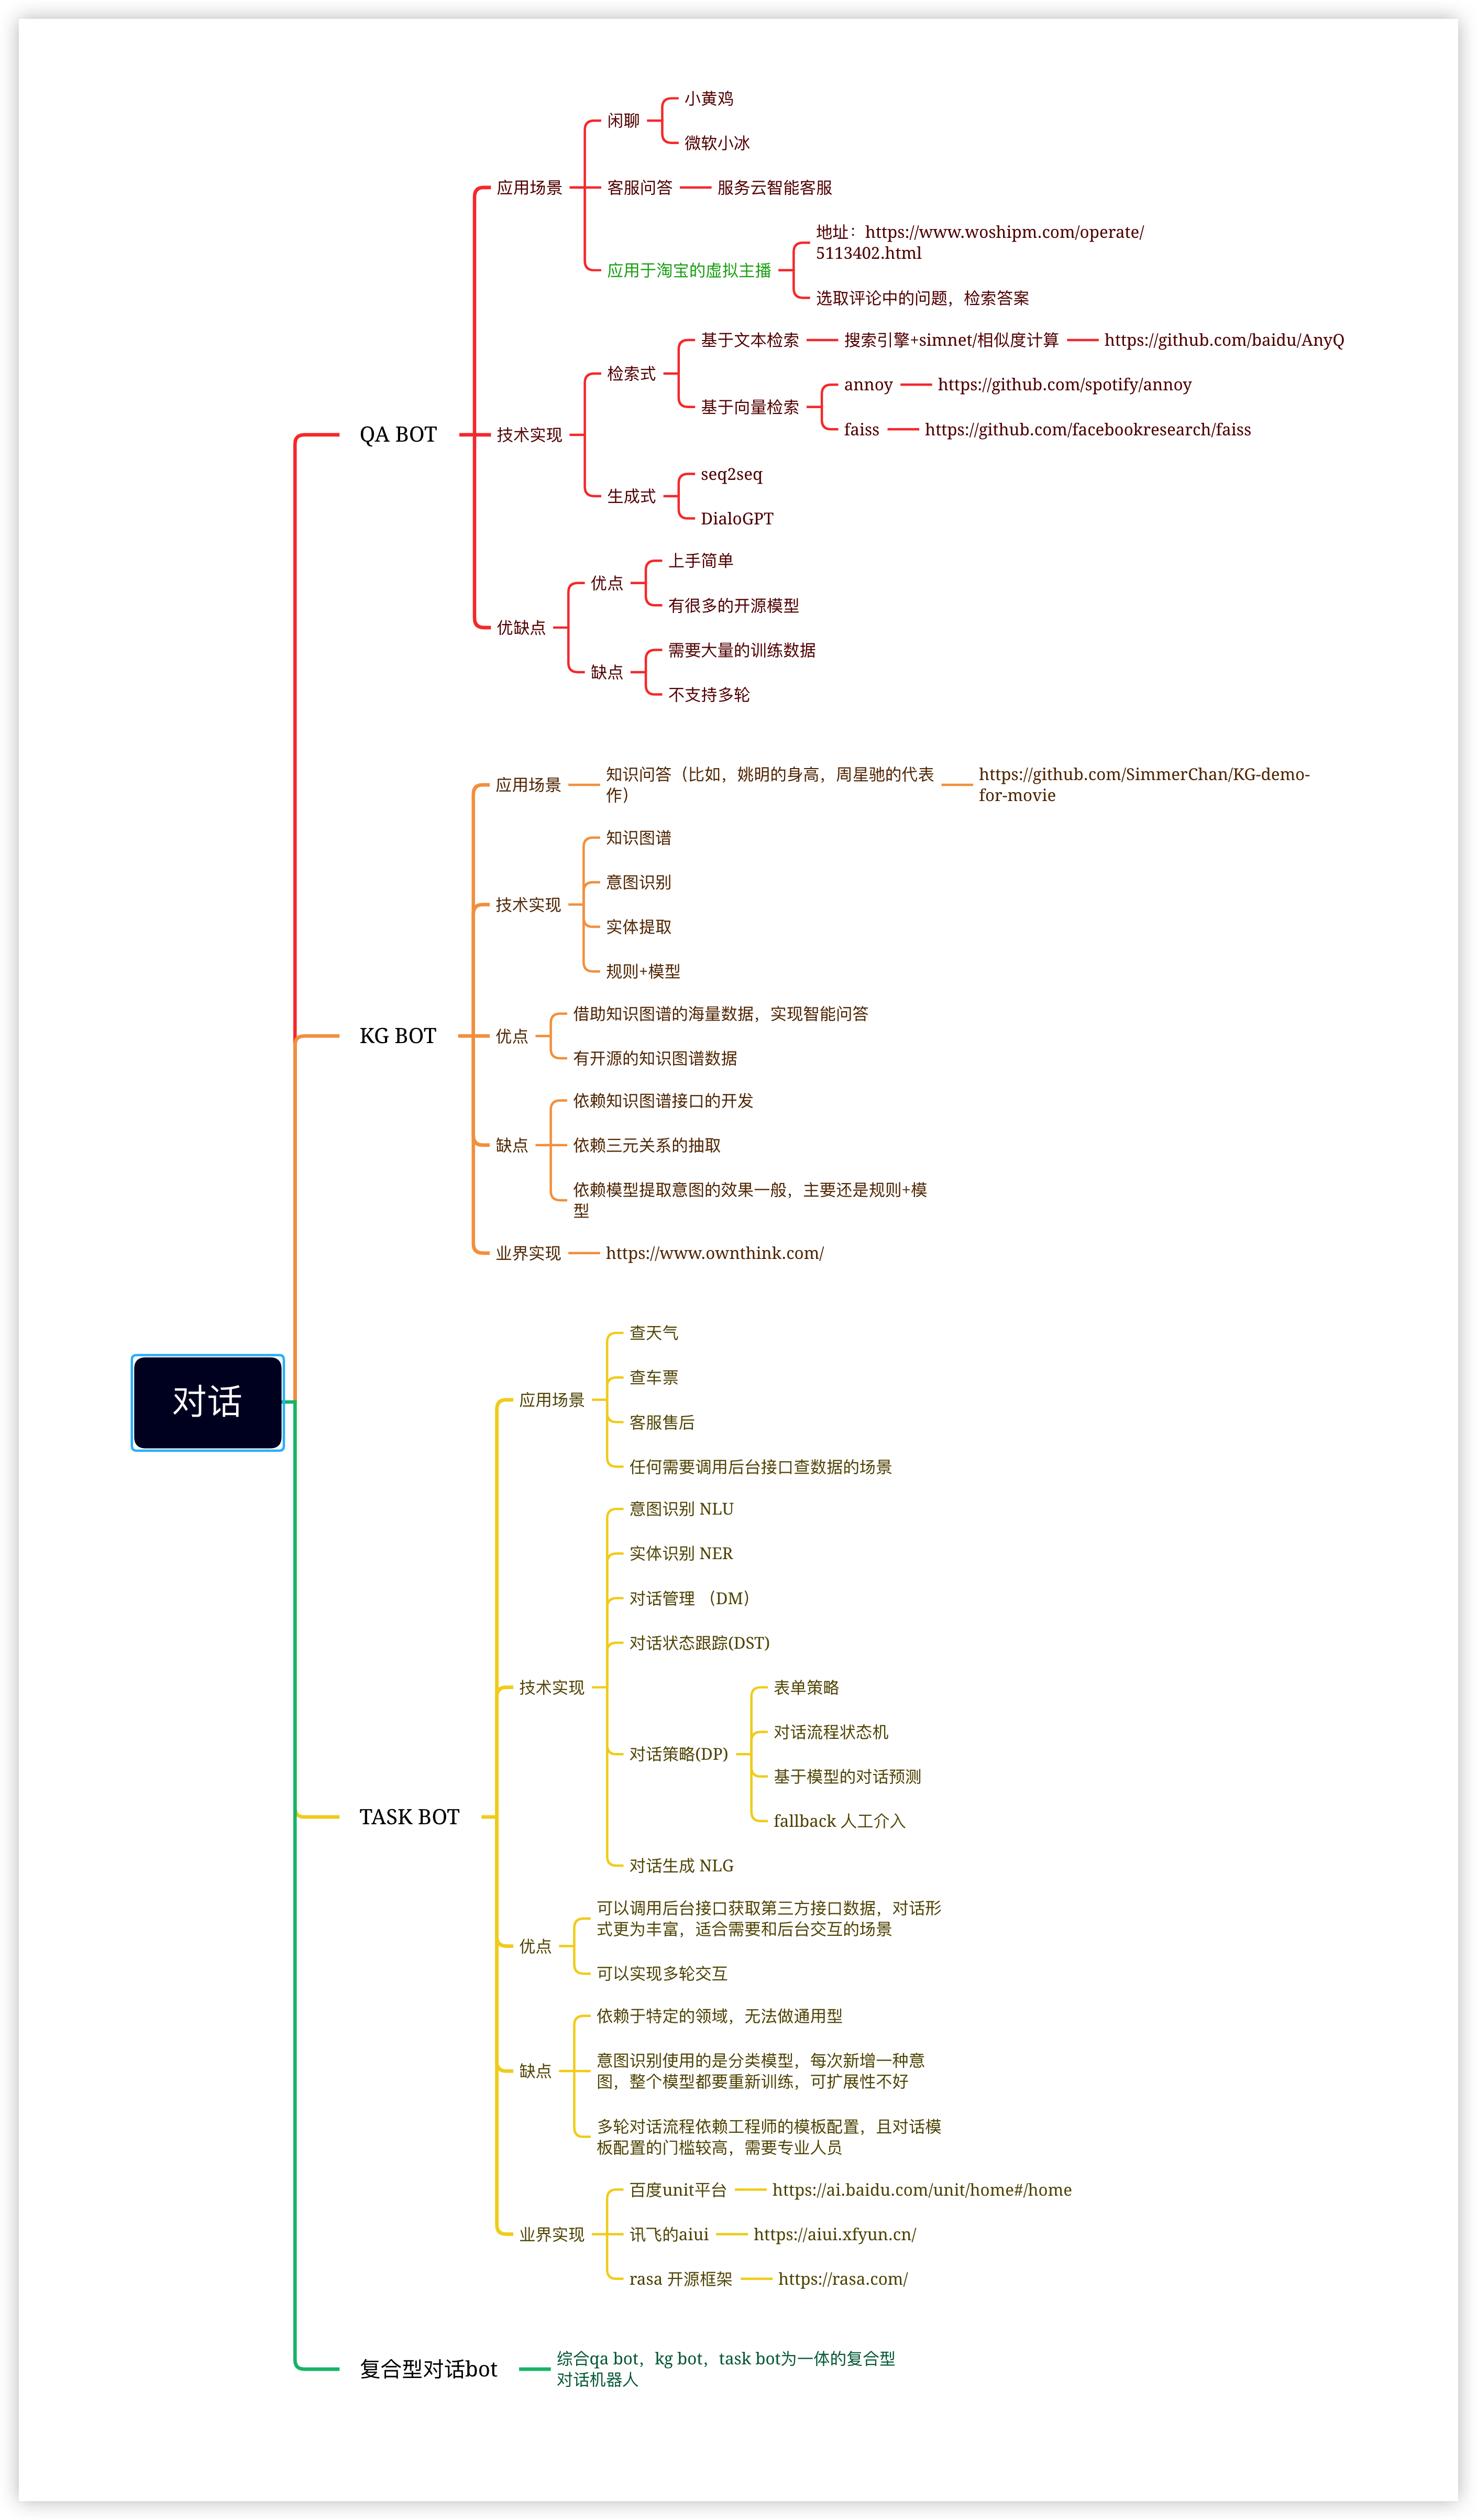 对话
QA BOT
应用场景
闲聊
小黄鸡
微软小冰
客服问答
服务云智能客服
应用于淘宝的虚拟主播
地址：https://www.woshipm.com/operate/
5113402.html
选取评论中的问题，检索答案
技术实现
检索式
基于文本检索
搜索引擎+simnet/相似度计算
https://github.com/baidu/AnyQ
基于向量检索
annoy
https://github.com/spotify/annoy
faiss
https://github.com/facebookresearch/faiss
生成式
seq2seq
DialoGPT
优缺点
优点
上手简单
有很多的开源模型
缺点
需要大量的训练数据
不支持多轮
KG BOT
应用场景
知识问答（比如，姚明的身高，周星驰的代表
作）
https://github.com/SimmerChan/KG-demo-
for-movie
技术实现
知识图谱
意图识别
实体提取
规则+模型
优点
借助知识图谱的海量数据，实现智能问答
有开源的知识图谱数据
缺点
依赖知识图谱接口的开发
依赖三元关系的抽取
依赖模型提取意图的效果一般，主要还是规则+模
型
业界实现
https://www.ownthink.com/
TASK BOT
应用场景
查天气
查车票
客服售后
任何需要调用后台接口查数据的场景
技术实现
意图识别 NLU
实体识别 NER
对话管理 （DM）
对话状态跟踪(DST)
对话策略(DP)
表单策略
对话流程状态机
基于模型的对话预测
fallback 人工介入
对话生成 NLG
优点
可以调用后台接口获取第三方接口数据，对话形
式更为丰富，适合需要和后台交互的场景
可以实现多轮交互
缺点
依赖于特定的领域，无法做通用型
意图识别使用的是分类模型，每次新增一种意
图，整个模型都要重新训练，可扩展性不好
多轮对话流程依赖工程师的模板配置，且对话模
板配置的门槛较高，需要专业人员
业界实现
百度unit平台
https://ai.baidu.com/unit/home#/home
讯飞的aiui
https://aiui.xfyun.cn/
rasa 开源框架
https://rasa.com/
复合型对话bot
综合qa bot，kg bot，task bot为一体的复合型
对话机器人